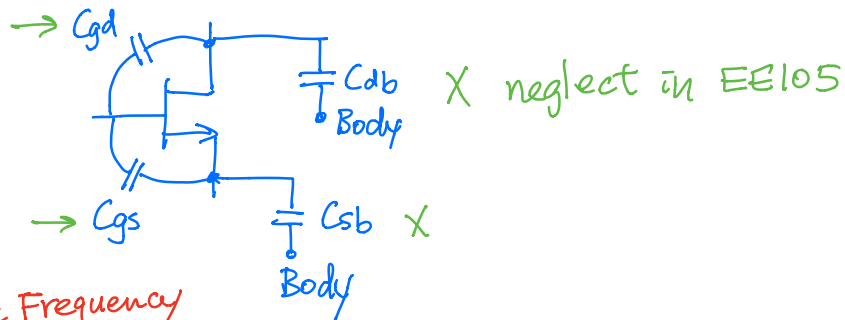 → Cgd
Cdb X neglect in EE105
Body
→ Cgs
Csb X
Body
Frequency